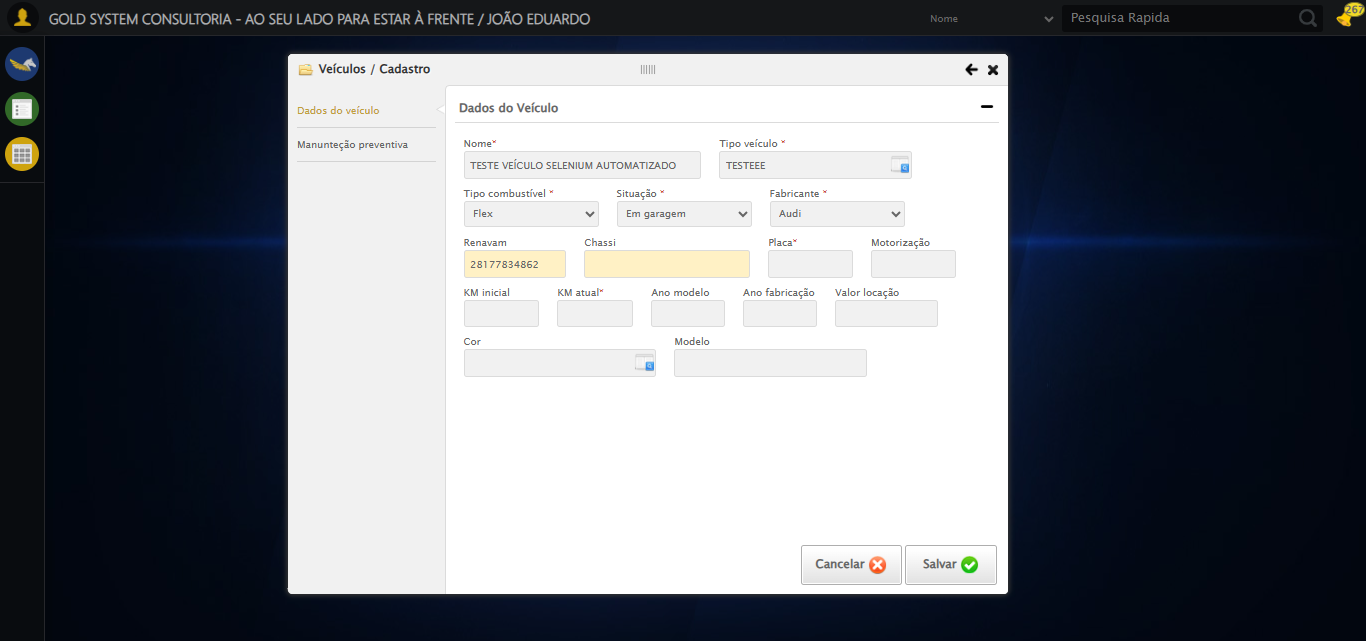 GOLD SYSTEM CONSULTORIA - AO SEU LADO PARA ESTAR À FRENTE / JOÃO EDUARDO
Nome
Pesquisa Rapida
267
Veículos / Cadastro
Dados do veículo
Manunteção preventiva
Dados do Veículo
Nome* Tipo veículo *
TESTE VEÍCULO SELENIUM AUTOMATIZADO TESTEEE
Tipo combustível * Situação * Fabricante *
Flex Em garagem Audi
Renavam Chassi Placa* Motorização
28177834862
KM inicial KM atual* Ano modelo Ano fabricação Valor locação
Cor Modelo
Cancelar Salvar